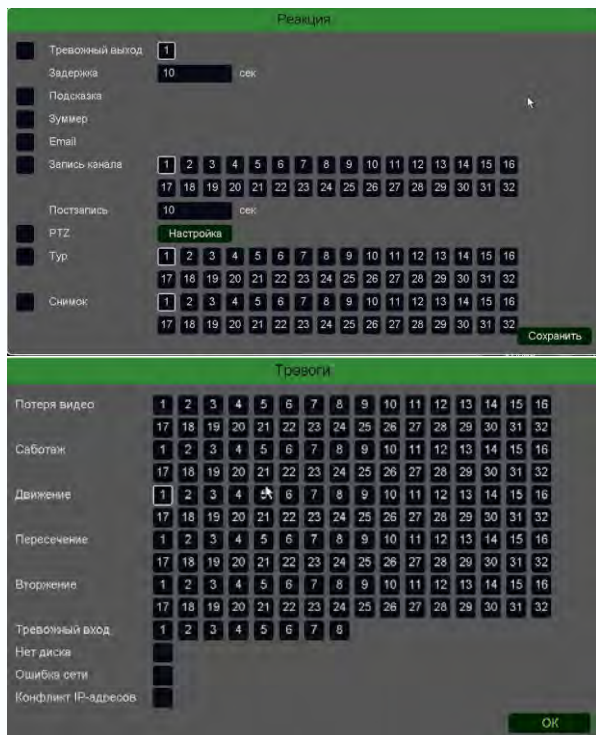 Реакция
Тревожный выход 1
Задержка 10 сек
Подсказка
Зуммер
Email
Запись канала 1 2 3 4 5 6 7 8 9 10 11 12 13 14 15 16
17 18 19 20 21 22 23 24 25 26 27 28 29 30 31 32
Постзапись 10 сек
PTZ Настройка
Тур 1 2 3 4 5 6 7 8 9 10 11 12 13 14 15 16
17 18 19 20 21 22 23 24 25 26 27 28 29 30 31 32
Снимок 1 2 3 4 5 6 7 8 9 10 11 12 13 14 15 16
17 18 19 20 21 22 23 24 25 26 27 28 29 30 31 32
Сохранить
Тревоги
Потеря видео 1 2 3 4 5 6 7 8 9 10 11 12 13 14 15 16
17 18 19 20 21 22 23 24 25 26 27 28 29 30 31 32
Саботаж 1 2 3 4 5 6 7 8 9 10 11 12 13 14 15 16
17 18 19 20 21 22 23 24 25 26 27 28 29 30 31 32
Движение 1 2 3 4 5 6 7 8 9 10 11 12 13 14 15 16
17 18 19 20 21 22 23 24 25 26 27 28 29 30 31 32
Пересечение 1 2 3 4 5 6 7 8 9 10 11 12 13 14 15 16
17 18 19 20 21 22 23 24 25 26 27 28 29 30 31 32
Вторжение 1 2 3 4 5 6 7 8 9 10 11 12 13 14 15 16
17 18 19 20 21 22 23 24 25 26 27 28 29 30 31 32
Тревожный вход 1 2 3 4 5 6 7 8
Нет диска
Ошибка сети
Конфликт IP-адресов
OK